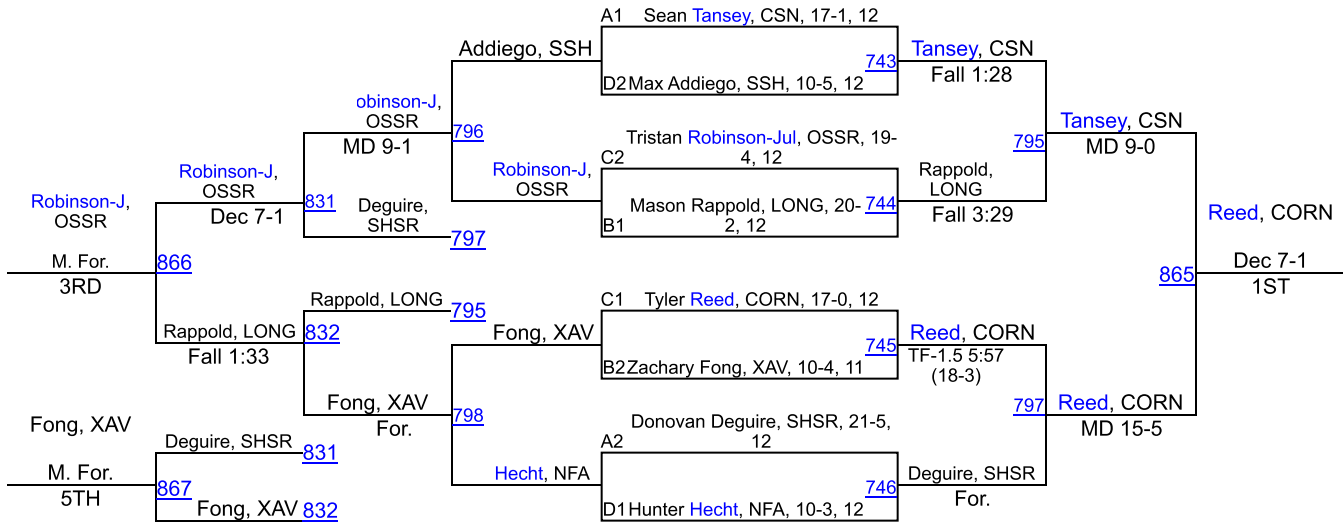 A1 Sean Tansey, CSN, 17-1, 12
Addiego, SSH
743
Tansey, CSN
Fall 1:28
D2 Max Addiego, SSH, 10-5, 12
obinson-J,
OSSR
796
MD 9-1
Tristan Robinson-Jul, OSSR, 19-
4, 12
C2
795
Tansey, CSN
MD 9-0
Robinson-J,
OSSR
Robinson-J,
OSSR
Rappold,
LONG
Robinson-J,
OSSR
831
Dec 7-1
Deguire,
SHSR
797
Mason Rappold, LONG, 20-
2, 12
B1
744
Fall 3:29
Reed, CORN
M. For.
3RD
866
865
Dec 7-1
1ST
Rappold, LONG
795
C1 Tyler Reed, CORN, 17-0, 12
Rappold, LONG
832
Fall 1:33
Fong, XAV
745
Reed, CORN
TF-1.5 5:57
(18-3)
B2 Zachary Fong, XAV, 10-4, 11
Fong, XAV
798
For.
797
Reed, CORN
MD 15-5
Fong, XAV
Donovan Deguire, SHSR, 21-5,
12
A2
Deguire, SHSR
831
M. For.
5TH
867
Hecht, NFA
746
Deguire, SHSR
For.
Fong, XAV
832
D1 Hunter Hecht, NFA, 10-3, 12